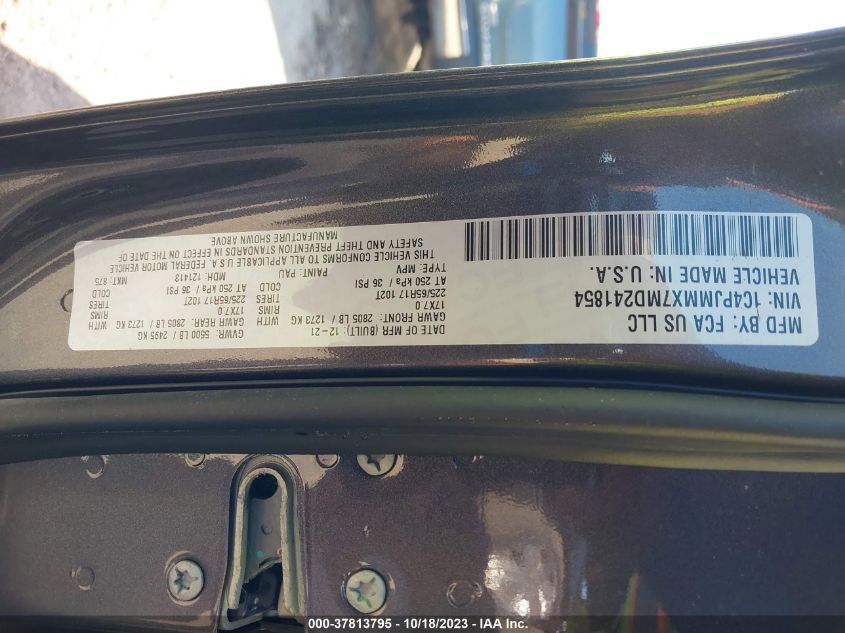 MFD BY: FCA US LLC
DATE OF MFR (BUILT): 12-21
GVWR: 5500 LB / 2495 KG
GAWR FRONT: 2805 LB 1273 KG
GAWR REAR: 2805 LB / 1273 KG
WITH
17X7.0
RIMS
17X7.0
RIMS
WITH
225/65R17 102T
TIRES
225/65R17 102T
TIRES
AT 250 kPa / 36 PSI
COLD
AT 250 kPa / 36 PSI
COLD
TYPE: MPV
PAINT: PAU
MDH: 121413
MKT: 875
THIS VEHICLE CONFORMS TO ALL APPLICABLE U.S.A. FEDERAL MOTOR VEHICLE
SAFETY AND THEFT PREVENTION STANDARDS IN EFFECT ON THE DATE OF
MANUFACTURE SHOWN ABOVE
VIN: 1C4PJMMX7MD241854
VEHICLE MADE IN: U.S.A.
000-37813795 - 10/18/2023 - IAA Inc.